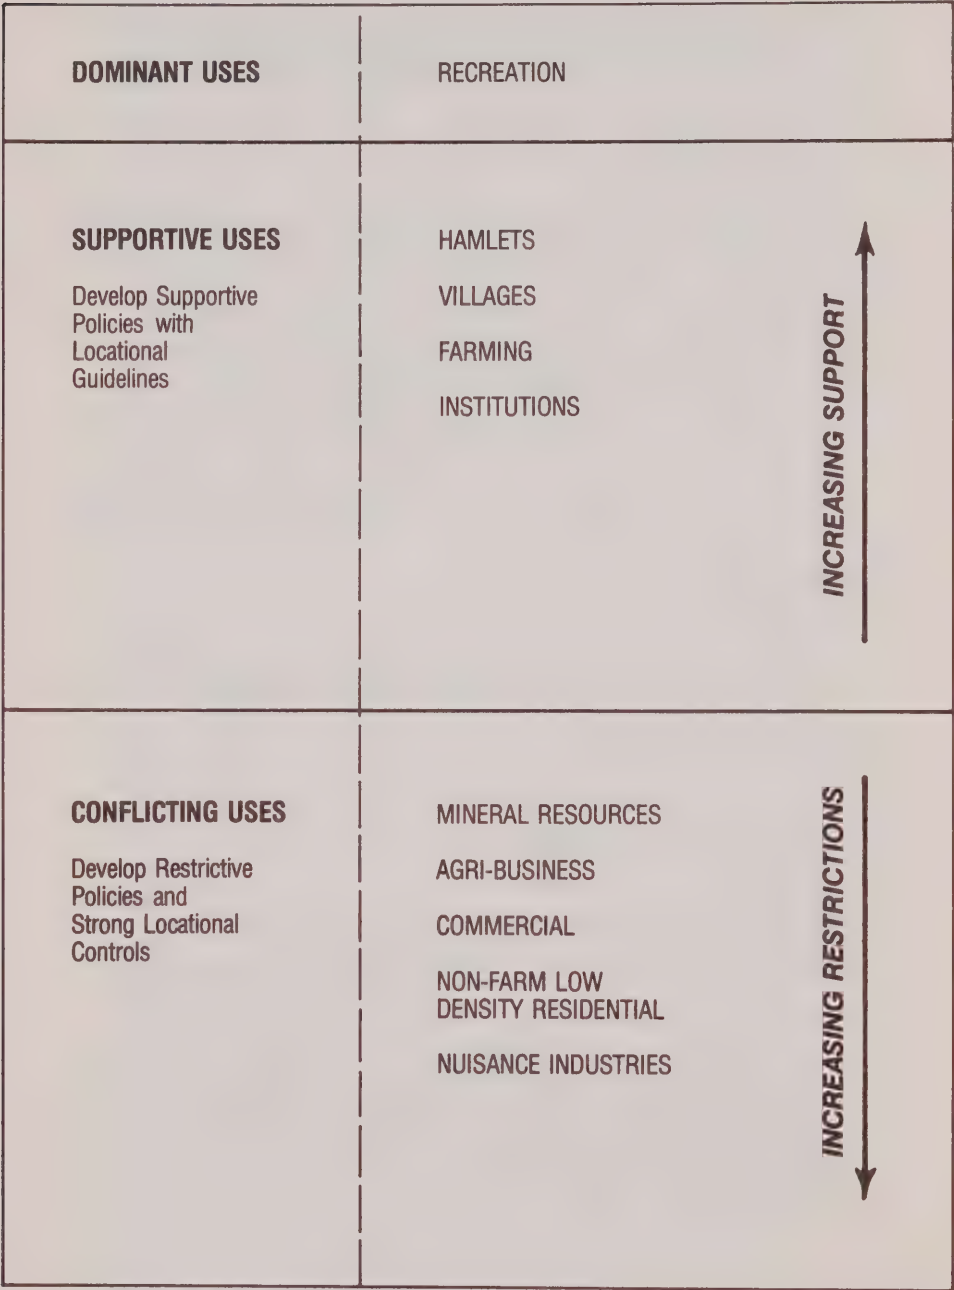 DOMINANT USES
RECREATION
SUPPORTIVE USES
Develop Supportive
Policies with
Locational
Guidelines
HAMLETS
VILLAGES
FARMING
INSTITUTIONS
INCREASING SUPPORT
CONFLICTING USES
Develop Restrictive
Policies and
Strong Locational
Controls
MINERAL RESOURCES
AGRI-BUSINESS
COMMERCIAL
NON-FARM LOW
DENSITY RESIDENTIAL
NUISANCE INDUSTRIES
INCREASING RESTRICTIONS